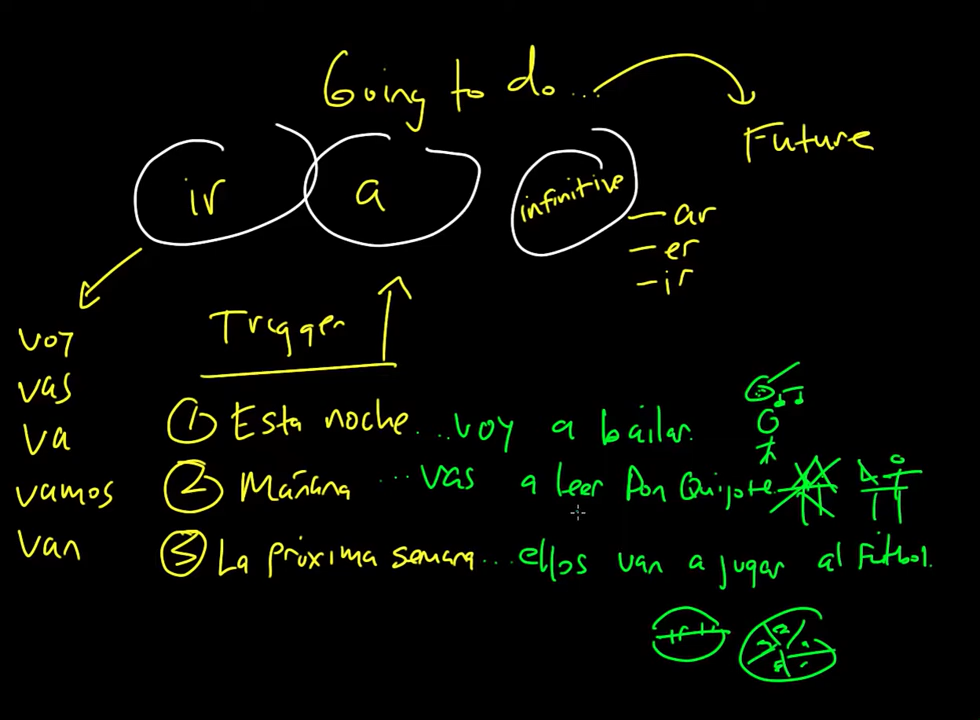 Going to do...
Future
ir a infinitive
- ar
- er
- ir
Trigger
voy
vas
va
vamos
van
① Esta noche...voy a bailar.
② Mañana ...vas a leer Don Quijote
③ La próxima semana...ellos van a jugar al fútbol.